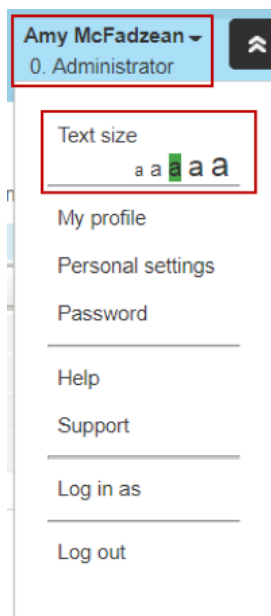 Amy McFadzean
0. Administrator
Text size
a a a a a
My profile
Personal settings
Password
Help
Support
Log in as
Log out